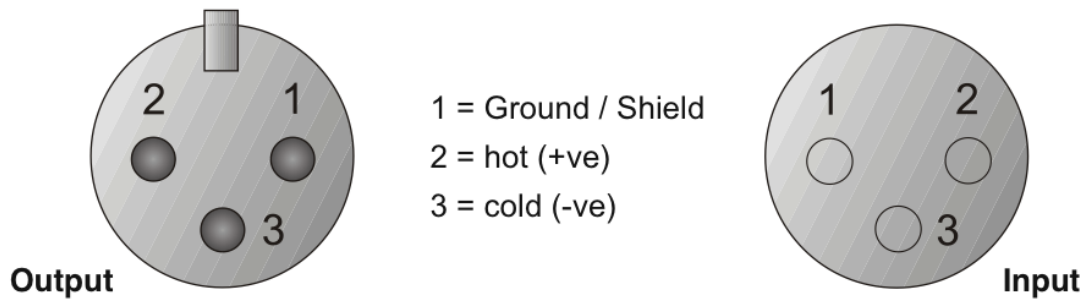 2 1
3
Output
1 = Ground / Shield
2 = hot (+ve)
3 = cold (-ve)
1 2
3
Input